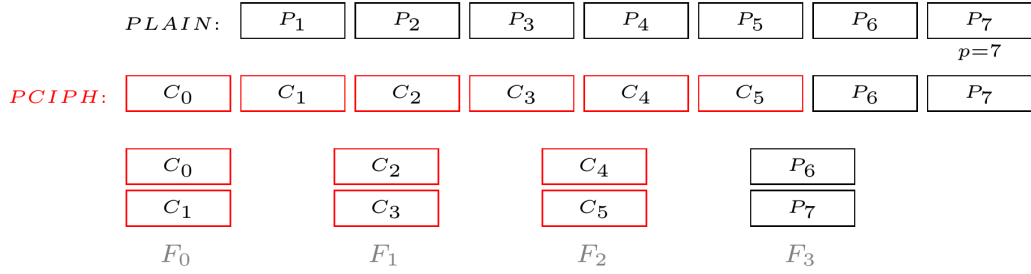 PLAIN: P1 P2 P3 P4 P5 P6 P7
p=7
PCIPH: C0 C1 C2 C3 C4 C5 P6 P7
C0 C2 C4 P6
C1 C3 C5 P7
F0 F1 F2 F3